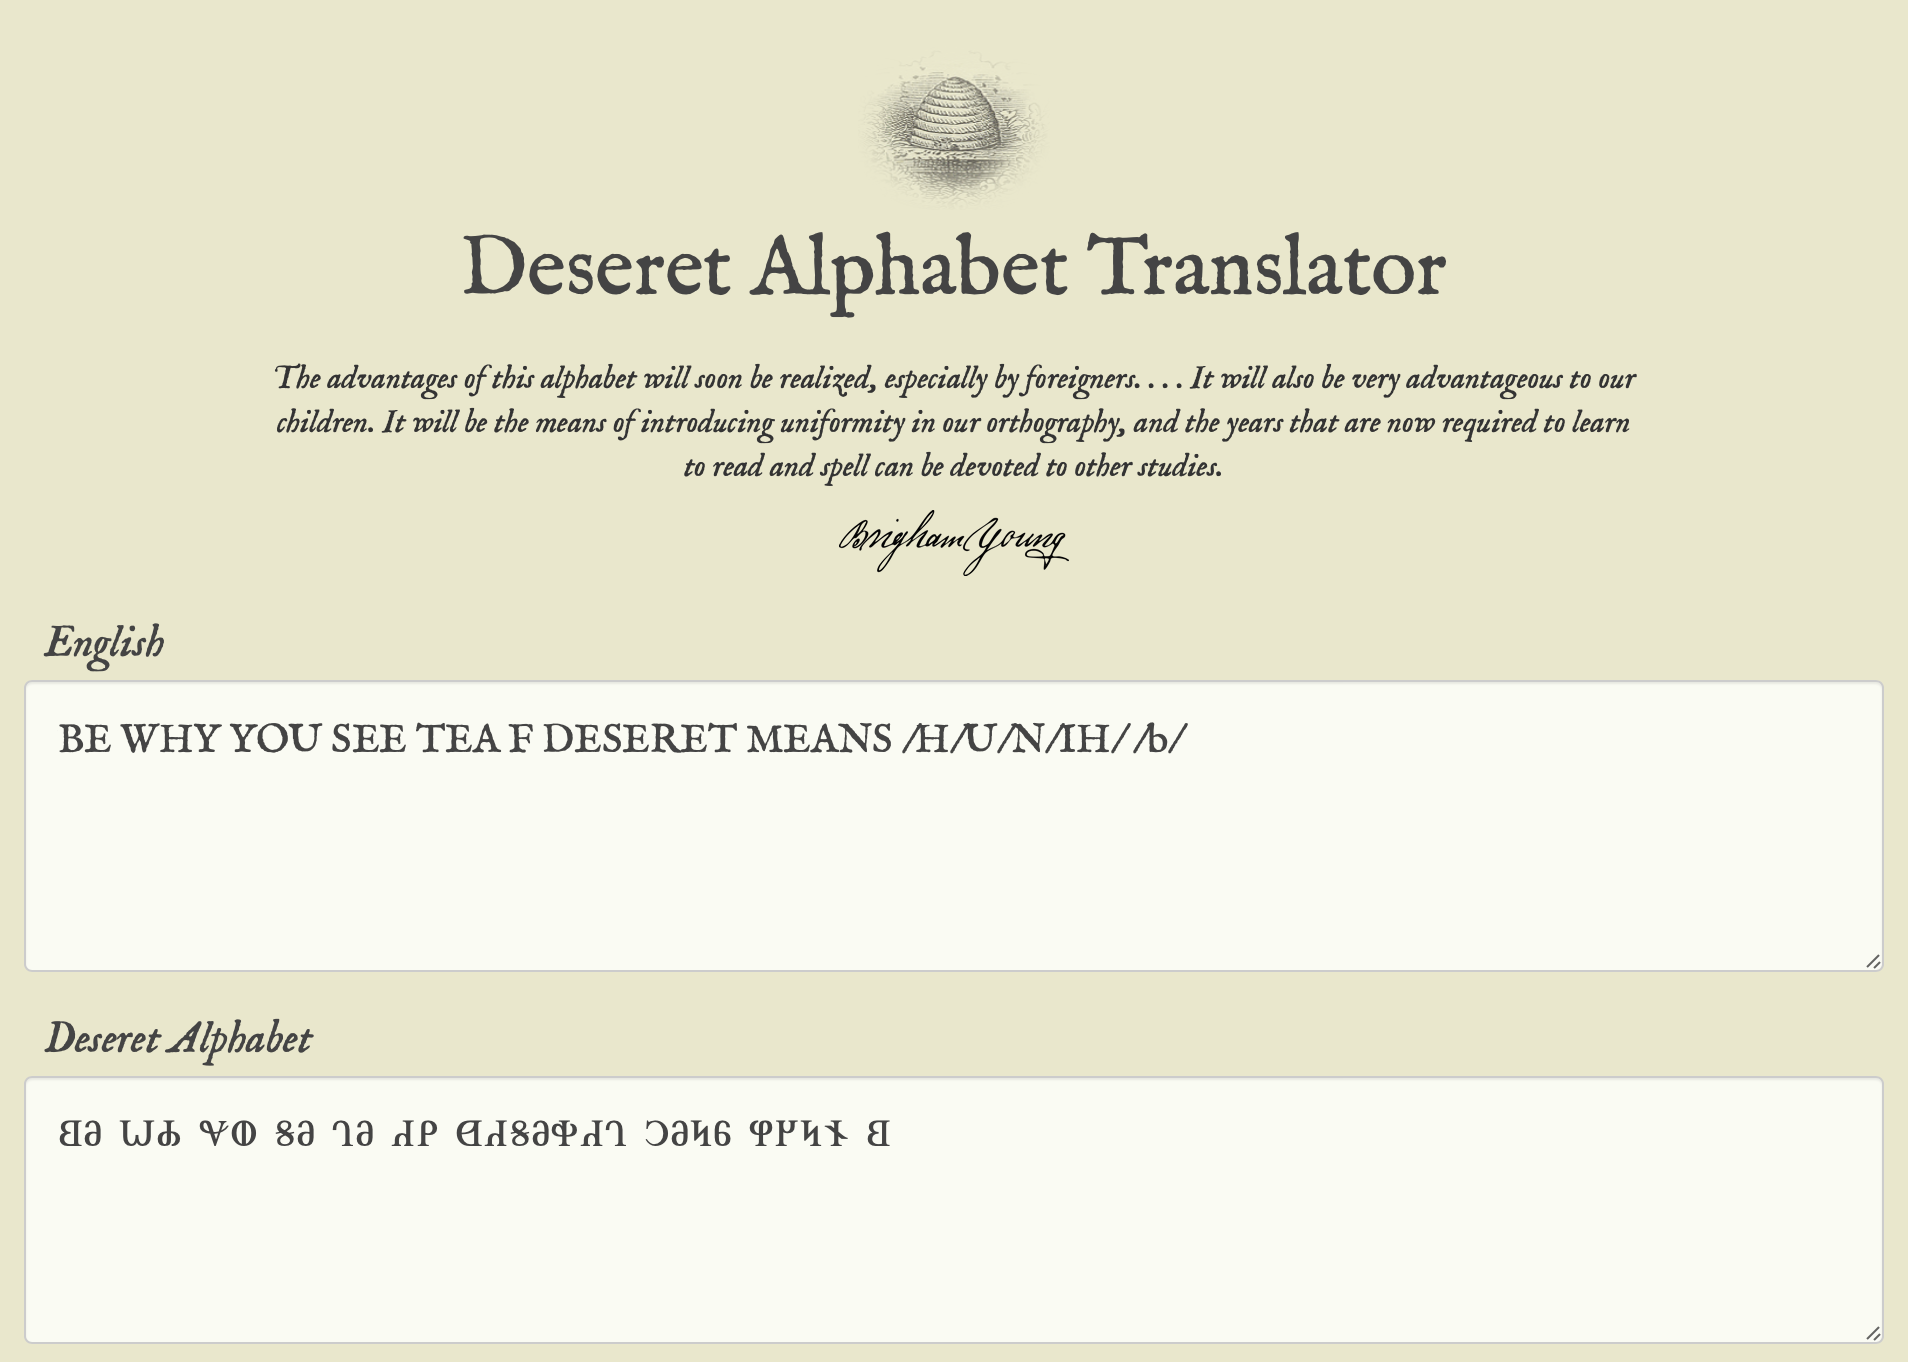 Deseret Alphabet Translator
The advantages of this alphabet will soon be realized, especially by foreigners. . . . It will also be very advantageous to our
children. It will be the means of introducing uniformity in our orthography, and the years that are now required to learn
to read and spell can be devoted to other studies.
Brigham Young
English
BE WHY YOU SEE TEA F DESERET MEANS /H/U/N/IH/ /b/
Deseret Alphabet
𐐒𐐀 𐐎𐐌 𐐏𐐅 𐐝𐐀 𐐓𐐀 𐐇𐐙 𐐔𐐇𐐝𐐀𐐡𐐇𐐓 𐐣𐐀𐐤𐐞 𐐐𐐊𐐤𐐆 𐐒